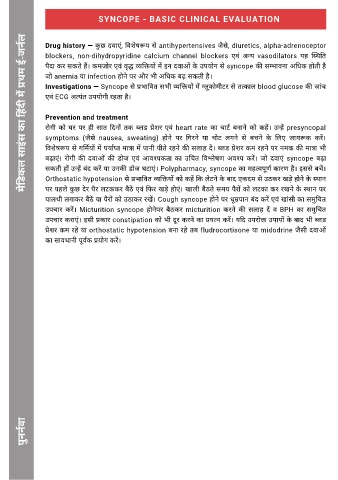 SYNCOPE - BASIC CLINICAL EVALUATION
Drug history — कुछ दवाएं, विशेषरूप से antihypertensives जैसे, diuretics, alpha-adrenoceptor
blockers, non-dihydropyridine calcium channel blockers एवं अन्य vasodilators यह स्थिति
पैदा कर सकते हैं। कमजोर एवं वृद्ध व्यक्तियों में इन दवाओं के उपयोग से syncope की सम्भावना अधिक होती है
जो anemia या infection होने पर और भी अधिक बढ़ सकती है।
Investigations — Syncope से प्रभावित सभी व्यक्तियों में ग्लूकोमीटर से तत्काल blood glucose की जांच
एवं ECG अत्यंत उपयोगी रहता है।
Prevention and treatment
रोगी को घर पर ही सात दिनों तक ब्लड प्रेशर एवं heart rate का चार्ट बनाने को कहें। उन्हें presyncopal
symptoms (जैसे nausea, sweating) होने पर गिरने या चोट लगने से बचने के लिए जागरूक करें।
विशेषरूप से गर्मियों में पर्याप्त मात्रा में पानी पीते रहने की सलाह दें। ब्लड प्रेशर कम रहने पर नमक की मात्रा भी
बढ़ाएं। रोगी की दवाओं की डोज एवं आवश्यकता का उचित विश्लेषण अवश्य करें। जो दवाएं syncope बढ़ा
सकती हों उन्हें बंद करें या उनकी डोज घटाएं। Polypharmacy, syncope का महत्वपूर्ण कारण है। इससे बचें।
Orthostatic hypotension से प्रभावित व्यक्तियों को कहें कि लेटने के बाद एकदम से उठकर खड़े होने के स्थान
पर पहले कुछ देर पैर लटककर बैठें एवं फिर खड़े होएं। खाली बैठते समय पैरों को लटका कर रखने के स्थान पर
पालथी लगाकर बैठें या पैरों को उठाकर रखें। Cough syncope होने पर धूम्रपान बंद करें एवं खांसी का समुचित
उपचार करें। Micturition syncope होनेपर बैठकर micturition करने की सलाह दें व BPH का समुचित
उपचार कराएं। इसी प्रकार constipation को भी दूर करने का प्रयत्न करें। यदि उपरोक्त उपायों के बाद भी ब्लड
प्रेशर कम रहे या orthostatic hypotension बना रहे तब fludrocortisone या midodrine जैसी दवाओं
का सावधानी पूर्वक प्रयोग करें।
मेडिकल साइंस का हिंदी में प्रथम ई-जर्नल
पुनर्नवा